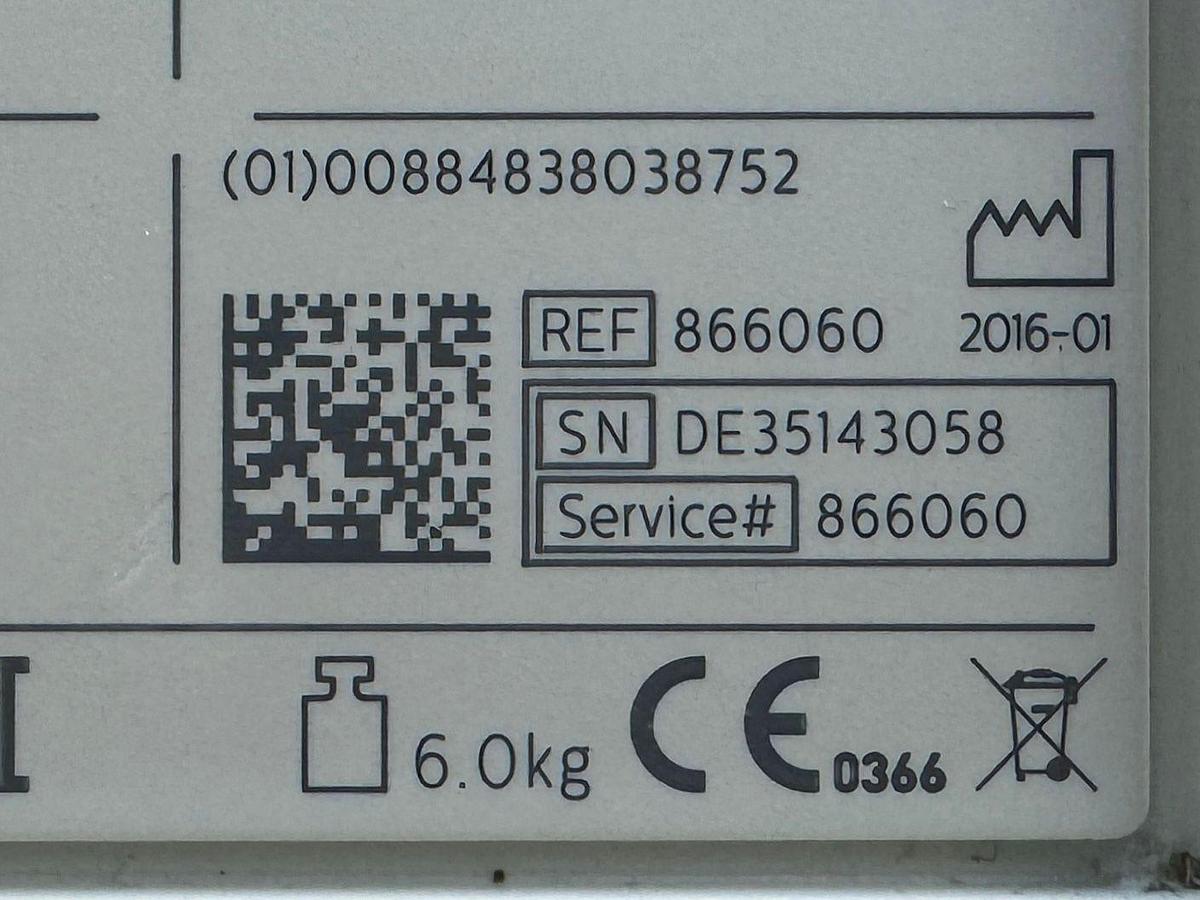 (01)00884838038752
REF 866060
2016-01
SN DE35143058
Service# 866060
6.0kg CE 0366